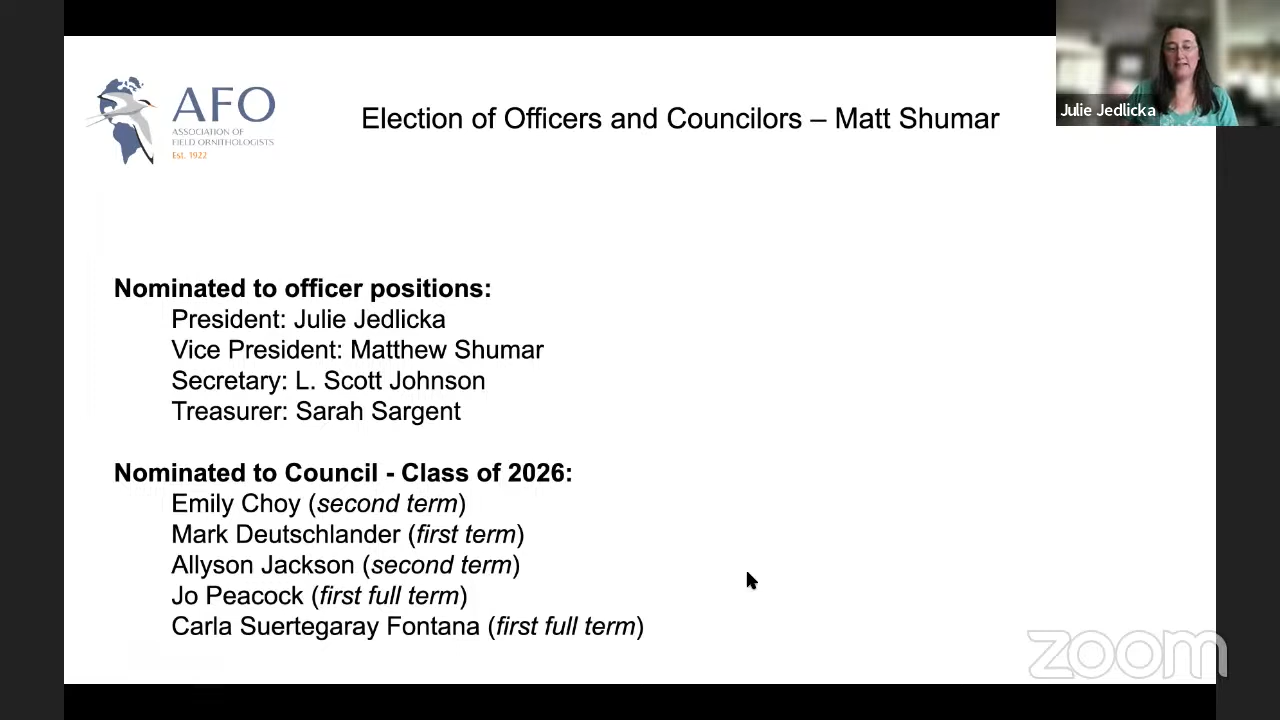 AFO
ASSOCIATION OF
FIELD ORNITHOLOGISTS
Est. 1922
Election of Officers and Councilors – Matt Shumar
Julie Jedlicka
Nominated to officer positions:
President: Julie Jedlicka
Vice President: Matthew Shumar
Secretary: L. Scott Johnson
Treasurer: Sarah Sargent
Nominated to Council - Class of 2026:
Emily Choy (second term)
Mark Deutschlander (first term)
Allyson Jackson (second term)
Jo Peacock (first full term)
Carla Suertegaray Fontana (first full term)
zoom